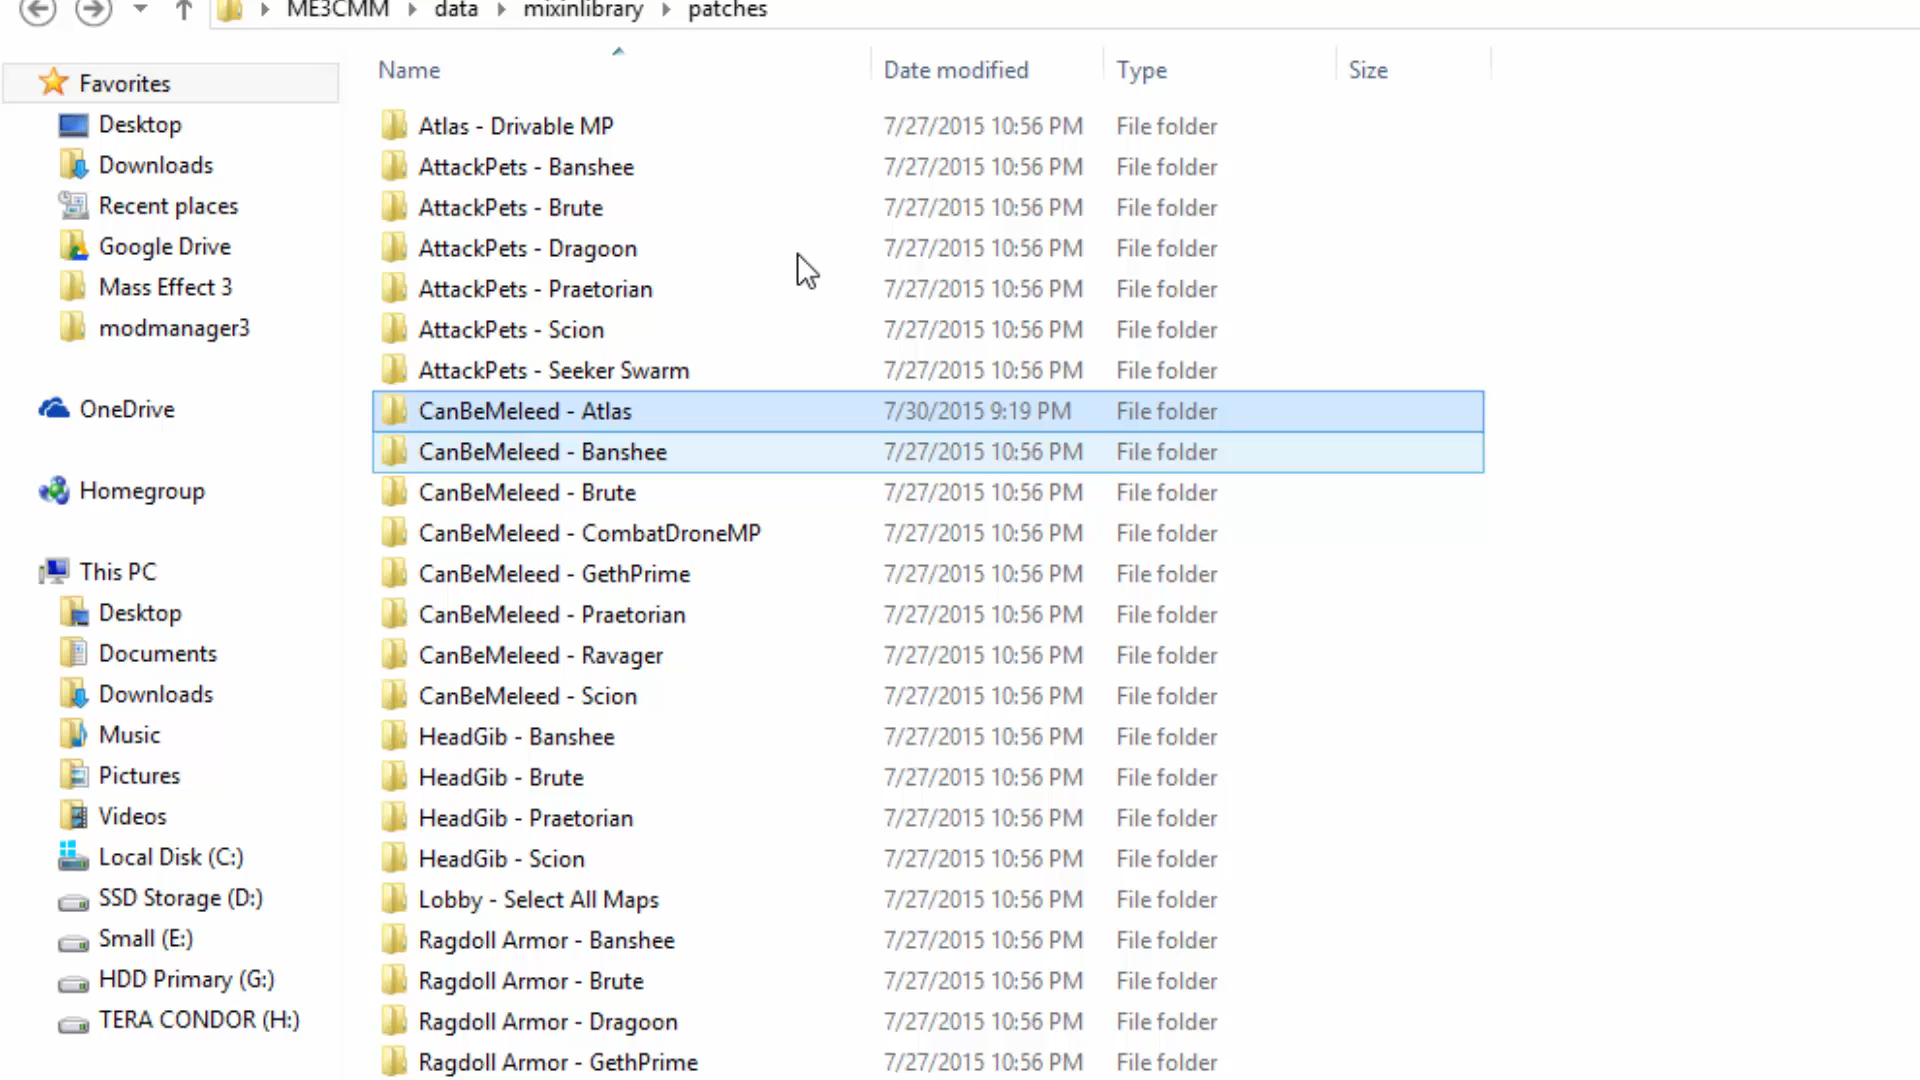 ME3CMM data mixinlibrary patches
Name Date modified Type Size
Favorites
Desktop
Downloads
Recent places
Google Drive
Mass Effect 3
modmanager3
OneDrive
Homegroup
This PC
Desktop
Documents
Downloads
Music
Pictures
Videos
Local Disk (C:)
SSD Storage (D:)
Small (E:)
HDD Primary (G:)
TERA CONDOR (H:)
Atlas - Drivable MP 7/27/2015 10:56 PM File folder
AttackPets - Banshee 7/27/2015 10:56 PM File folder
AttackPets - Brute 7/27/2015 10:56 PM File folder
AttackPets - Dragoon 7/27/2015 10:56 PM File folder
AttackPets - Praetorian 7/27/2015 10:56 PM File folder
AttackPets - Scion 7/27/2015 10:56 PM File folder
AttackPets - Seeker Swarm 7/27/2015 10:56 PM File folder
CanBeMeleed - Atlas 7/30/2015 9:19 PM File folder
CanBeMeleed - Banshee 7/27/2015 10:56 PM File folder
CanBeMeleed - Brute 7/27/2015 10:56 PM File folder
CanBeMeleed - CombatDroneMP 7/27/2015 10:56 PM File folder
CanBeMeleed - GethPrime 7/27/2015 10:56 PM File folder
CanBeMeleed - Praetorian 7/27/2015 10:56 PM File folder
CanBeMeleed - Ravager 7/27/2015 10:56 PM File folder
CanBeMeleed - Scion 7/27/2015 10:56 PM File folder
HeadGib - Banshee 7/27/2015 10:56 PM File folder
HeadGib - Brute 7/27/2015 10:56 PM File folder
HeadGib - Praetorian 7/27/2015 10:56 PM File folder
HeadGib - Scion 7/27/2015 10:56 PM File folder
Lobby - Select All Maps 7/27/2015 10:56 PM File folder
Ragdoll Armor - Banshee 7/27/2015 10:56 PM File folder
Ragdoll Armor - Brute 7/27/2015 10:56 PM File folder
Ragdoll Armor - Dragoon 7/27/2015 10:56 PM File folder
Ragdoll Armor - GethPrime 7/27/2015 10:56 PM File folder